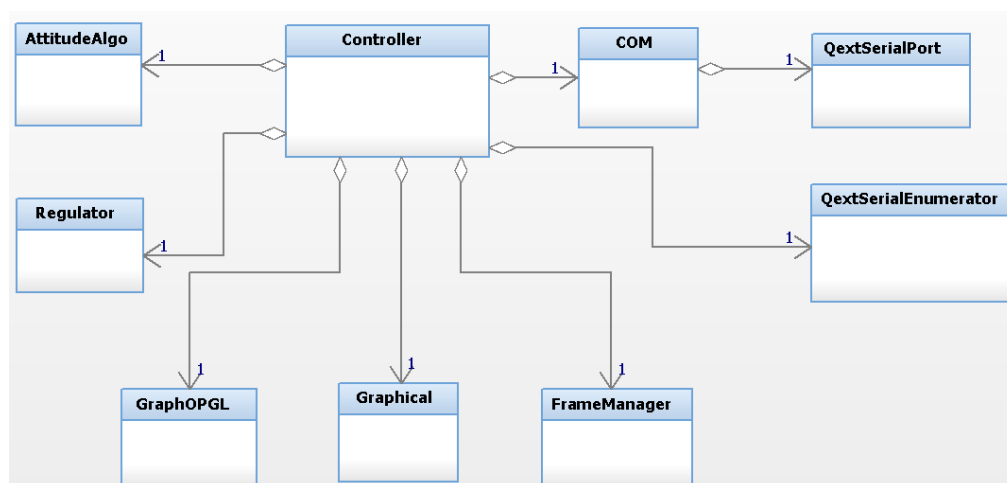 AttitudeAlgo
Controller
COM
QextSerialPort
1
1
1
Regulator
QextSerialEnumerator
1
1
1
1
1
GraphOPGL
Graphical
FrameManager